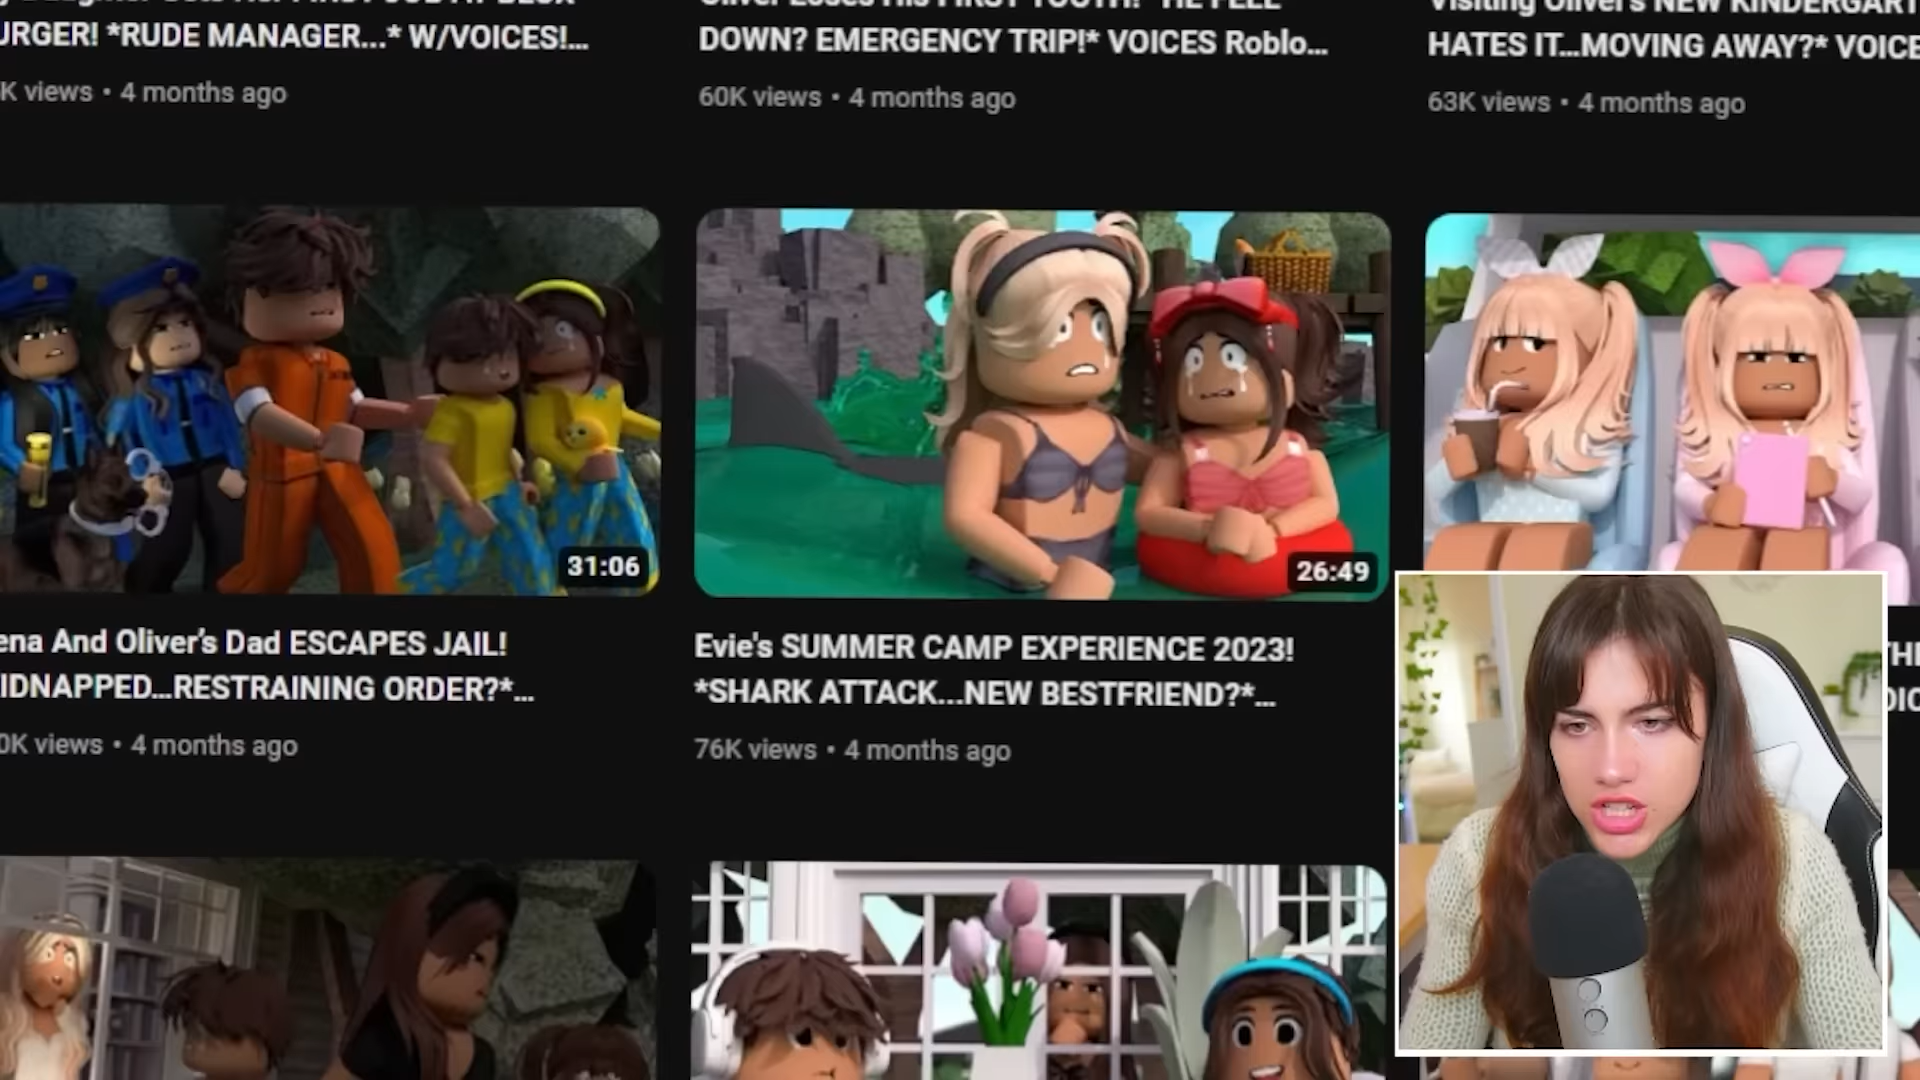 DOWN? EMERGENCY TRIP!* VOICES Roblo...
URGER! *RUDE MANAGER...* W/VOICES!...
HATES IT...MOVING AWAY?* VOICE
K views • 4 months ago
60K views • 4 months ago
63K views • 4 months ago
31:06
26:49
ena And Oliver's Dad ESCAPES JAIL!
IDNAPPED...RESTRAINING ORDER?*...
0K views • 4 months ago
Evie's SUMMER CAMP EXPERIENCE 2023!
*SHARK ATTACK...NEW BESTFRIEND?*...
76K views • 4 months ago